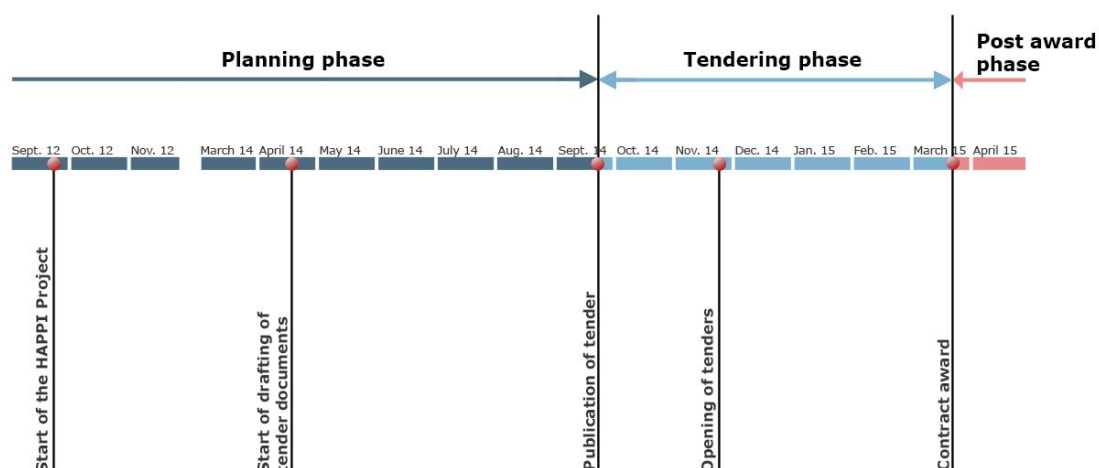 Planning phase
Tendering phase
Post award
phase
Sept. 12
Oct. 12
Nov. 12
March 14
April 14
May 14
June 14
July 14
Aug. 14
Sept. 14
Oct. 14
Nov. 14
Dec. 14
Jan. 15
Feb. 15
March 15
April 15
Start of the HAPPI Project
Start of drafting of
tender documents
Publication of tender
Opening of tenders
Contract award